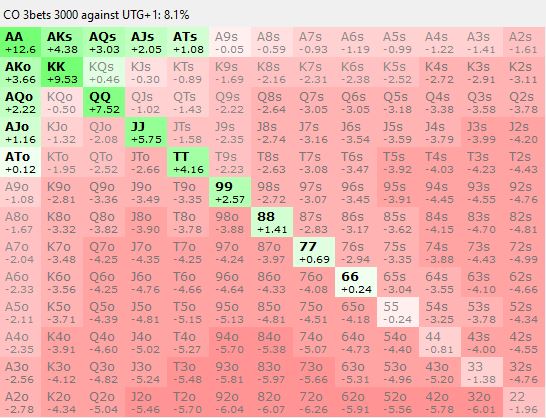 CO 3bets 3000 against UTG+1: 8.1%
AA AKs AQs AJs ATs A9s A8s A7s A6s A5s A4s A3s A2s
+12.6 +4.38 +3.03 +2.05 +1.08 -0.05 -0.59 -0.93 -1.19 -0.99 -1.22 -1.41 -1.61
AKo KK KQs KJs KTs K9s K8s K7s K6s K5s K4s K3s K2s
+3.66 +9.53 +0.46 -0.30 -0.89 -1.69 -2.16 -2.31 -2.38 -2.52 -2.72 -2.91 -3.11
AQo KQo QQ QJs QTs Q9s Q8s Q7s Q6s Q5s Q4s Q3s Q2s
+2.22 -0.50 +7.52 -1.02 -1.43 -2.22 -2.64 -3.05 -3.05 -3.18 -3.38 -3.58 -3.78
AJo KJo QJo JJ JTs J9s J8s J7s J6s J5s J4s J3s J2s
+1.16 -1.32 -2.08 +5.75 -1.58 -2.35 -2.74 -3.16 -3.54 -3.59 -3.79 -3.99 -4.20
ATo KTo QTo JTo TT T9s T8s T7s T6s T5s T4s T3s T2s
+0.12 -1.95 -2.52 -2.66 +4.16 -2.23 -2.63 -3.08 -3.47 -3.92 -4.03 -4.23 -4.43
A9o K9o Q9o J9o T9o 99 98s 97s 96s 95s 94s 93s 92s
-1.08 -2.81 -3.36 -3.49 -3.35 +2.57 -2.72 -3.07 -3.45 -3.91 -4.45 -4.55 -4.76
A8o K8o Q8o J8o T8o 98o 88 87s 86s 85s 84s 83s 82s
-1.67 -3.32 -3.82 -3.90 -3.78 -3.88 +1.41 -2.83 -3.17 -3.62 -4.15 -4.70 -4.81
A7o K7o Q7o J7o T7o 97o 87o 77 76s 75s 74s 73s 72s
-2.04 -3.48 -4.25 -4.35 -4.25 -4.24 -3.97 +0.69 -2.94 -3.35 -3.88 -4.43 -4.99
A6o K6o Q6o J6o T6o 96o 86o 76o 66 65s 64s 63s 62s
-2.33 -3.56 -4.25 -4.76 -4.66 -4.64 -4.33 -4.08 +0.24 -3.04 -3.55 -4.10 -4.66
A5o K5o Q5o J5o T5o 95o 85o 75o 65o 55 54s 53s 52s
-2.11 -3.71 -4.39 -4.81 -5.15 -5.13 -4.81 -4.51 -4.18 -0.24 -3.25 -3.78 -4.34
A4o K4o Q4o J4o T4o 94o 84o 74o 64o 54o 44 43s 42s
-2.35 -3.91 -4.60 -5.02 -5.27 -5.70 -5.38 -5.07 -4.73 -4.40 -0.81 -4.00 -4.55
A3o K3o Q3o J3o T3o 93o 83o 73o 63o 53o 43o 33 32s
-2.56 -4.12 -4.82 -5.24 -5.48 -5.81 -5.97 -5.66 -5.31 -4.96 -5.20 -1.38 -4.76
A2o K2o Q2o J2o T2o 92o 82o 72o 62o 52o 42o 32o 22
-2.78 -4.34 -5.04 -5.46 -5.70 -6.04 -6.07 -6.26 -5.91 -5.56 -5.78 -6.02 -1.96